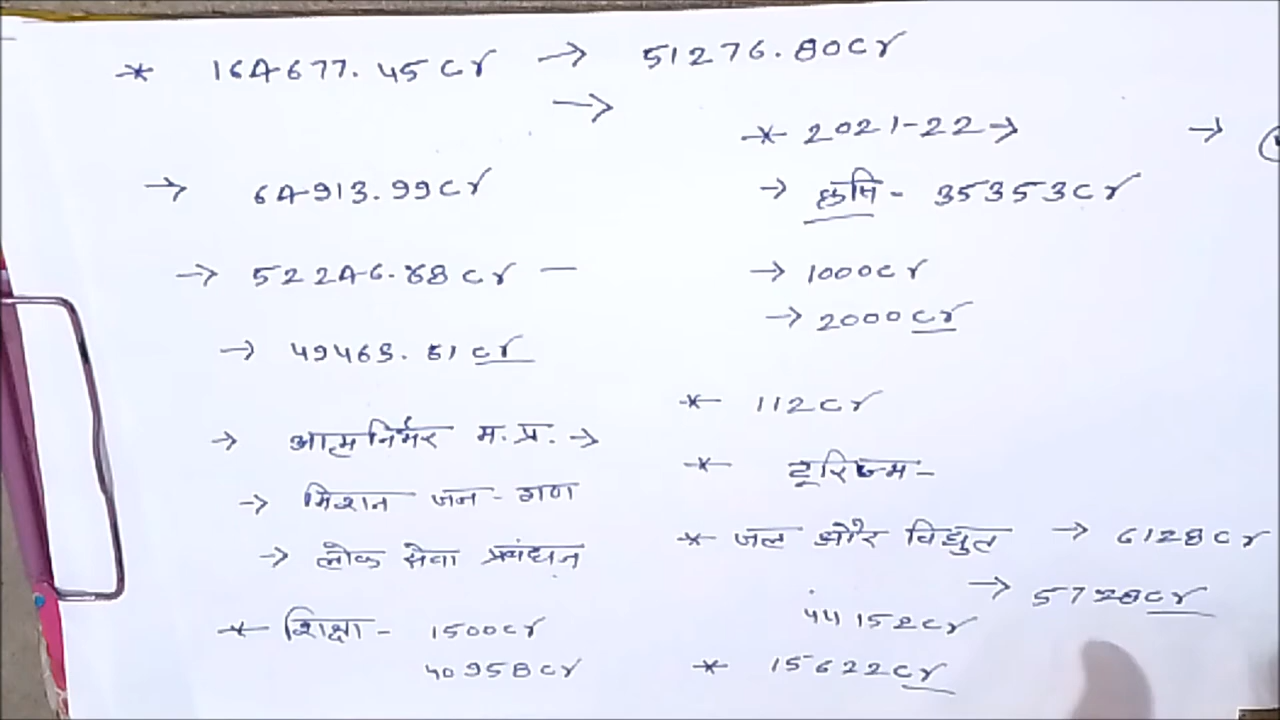 * 164677.45 Cr → 51276.80 Cr
→
→ 64913.99 Cr
→ 52246.68 Cr —
→ 49463.61 Cr
→ आत्मनिर्भर म.प्र. →
→ मिशन जन-गण
→ लोक सेवा प्रबंधन
* शिक्षा - 1500 Cr
40958 Cr
* 2021-22 → →
→ कृषि - 35353 Cr
→ 1000 Cr
→ 2000 Cr
* 112 Cr
* टूरिज्म -
* जल और विद्युत → 6128 Cr
→ 5728 Cr
44152 Cr
* 15622 Cr